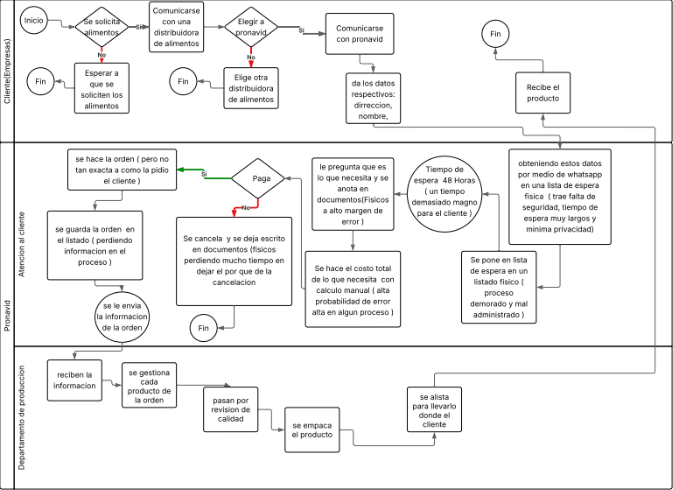 Cliente(Empresas)
Inicio
Se solicita
alimentos
Si
No
Esperar a
que se
soliciten los
alimentos
Fin
Comunicarse
con una
distribuidora
de alimentos
Elegir a
pronavid
Si
No
Elige otra
distribuidora
de alimentos
Fin
Comunicarse
con pronavid
da los datos
respectivos:
dirreccion,
nombre,
Fin
Recibe el
producto
Pronavid
Atencion al cliente
obteniendo estos datos
por medio de whatsapp
en una lista de espera
fisica ( trae falta de
seguridad, tiempo de
espera muy largos y
minima privacidad)
Se pone en lista
de espera en un
listado físico (
proceso
demorado y mal
administrado )
Tiempo de
espera 48 Horas
( un tiempo
demasiado magno
para el cliente )
le pregunta que es
lo que necesita y se
anota en
documentos(Fisicos
a alto margen de
error )
Se hace el costo total
de lo que necesita con
calculo manual ( alta
probabilidad de error
alta en algun proceso )
Paga
Si
No
Se cancela y se deja escrito
en documentos (fisicos
perdiendo mucho tiempo en
dejar el por que de la
cancelacion
Fin
se hace la orden ( pero no
tan exacta a como la pidio
el cliente )
se guarda la orden en
el listado ( perdiendo
informacion en el
proceso )
se le envia
la informacion
de la orden
Departamento de produccion
reciben la
informacion
se gestiona
cada
producto de
la orden
pasan por
revision de
calidad
se empaca
el producto
se alista
para llevarlo
donde el
cliente